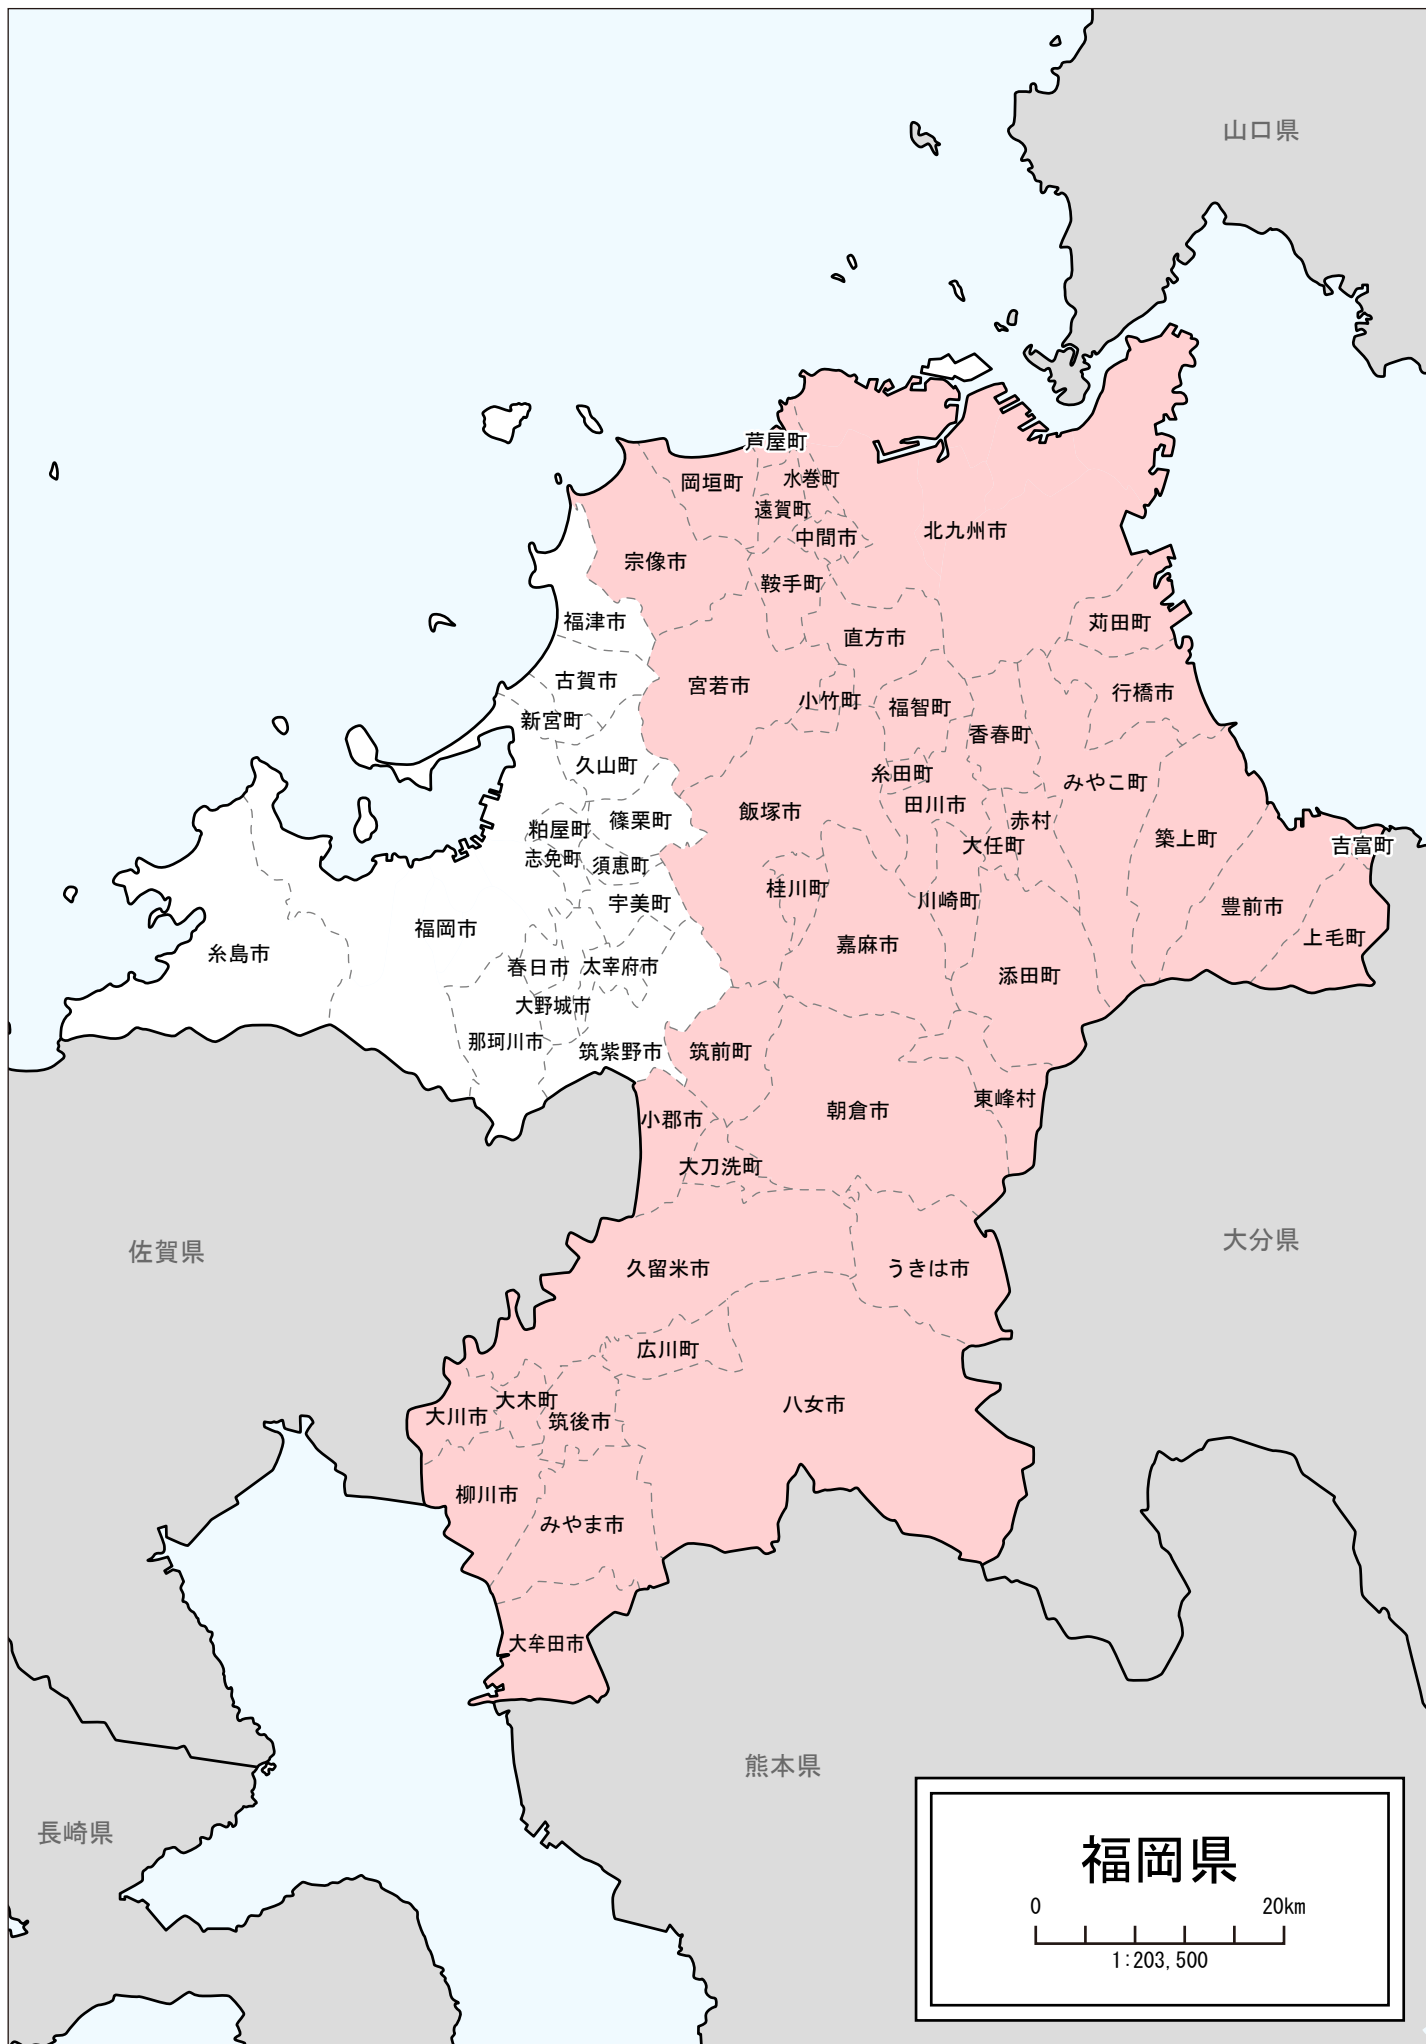 山口県
芦屋町
岡垣町
水巻町
遠賀町
中間市
北九州市
宗像市
鞍手町
福津市
直方市
苅田町
古賀市
宮若市
小竹町
福智町
行橋市
新宮町
香春町
久山町
糸田町
みやこ町
飯塚市
田川市
篠栗町
赤村
粕屋町
築上町
大任町
吉富町
志免町
須恵町
桂川町
川崎町
宇美町
豊前市
福岡市
嘉麻市
上毛町
糸島市
春日市
太宰府市
添田町
大野城市
那珂川市
筑紫野市
筑前町
東峰村
朝倉市
小郡市
大刀洗町
佐賀県
大分県
久留米市
うきは市
広川町
大木町
八女市
大川市
筑後市
柳川市
みやま市
大牟田市
熊本県
長崎県
福岡県
0 20km
1:203,500